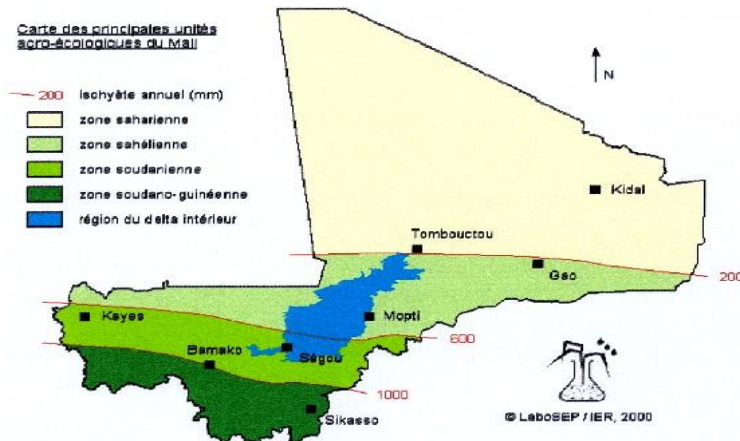 Carte des principales unités
agro-écologiques du Mali
N
200 isohyète annuel (mm)
zone saharienne
zone sahélienne
zone soudanienne
zone soudano-guinéenne
région du delta intérieur
Kidal
Tombouctou
Gao
200
Kayes
Mopti
600
Bamako
Ségou
1000
Sikasso
© LaboSEP / IER, 2000